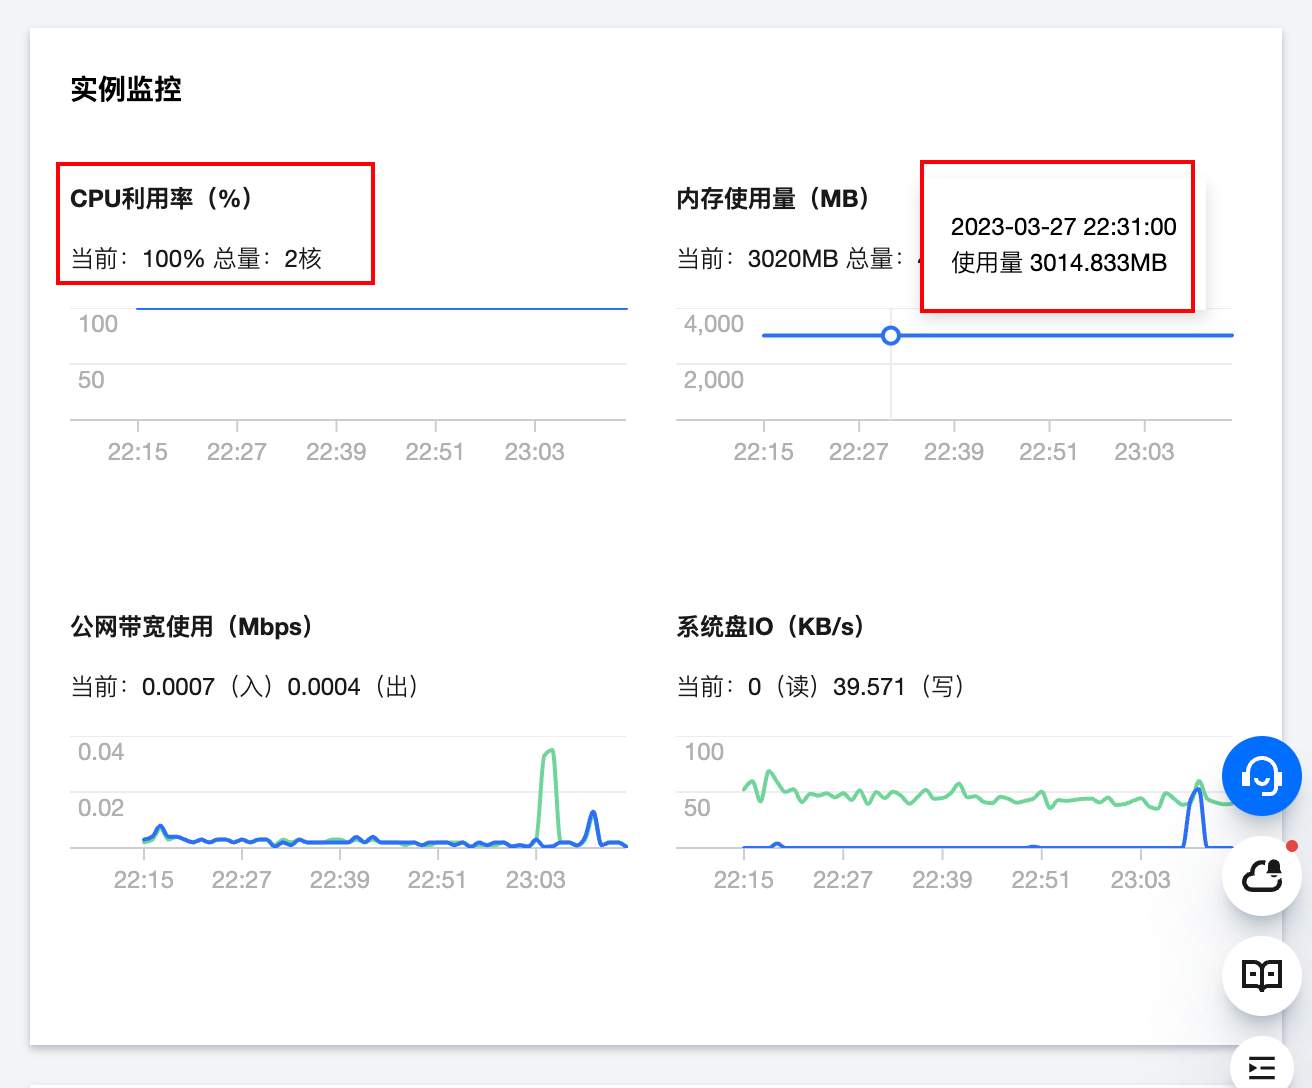 实例监控
CPU利用率（%）
当前：100% 总量：2核
100
50
22:15 22:27 22:39 22:51 23:03
内存使用量（MB）
当前：3020MB 总量：
2023-03-27 22:31:00
使用量 3014.833MB
4,000
2,000
22:15 22:27 22:39 22:51 23:03
公网带宽使用（Mbps）
当前：0.0007（入）0.0004（出）
0.04
0.02
22:15 22:27 22:39 22:51 23:03
系统盘IO（KB/s）
当前：0（读）39.571（写）
100
50
22:15 22:27 22:39 22:51 23:03